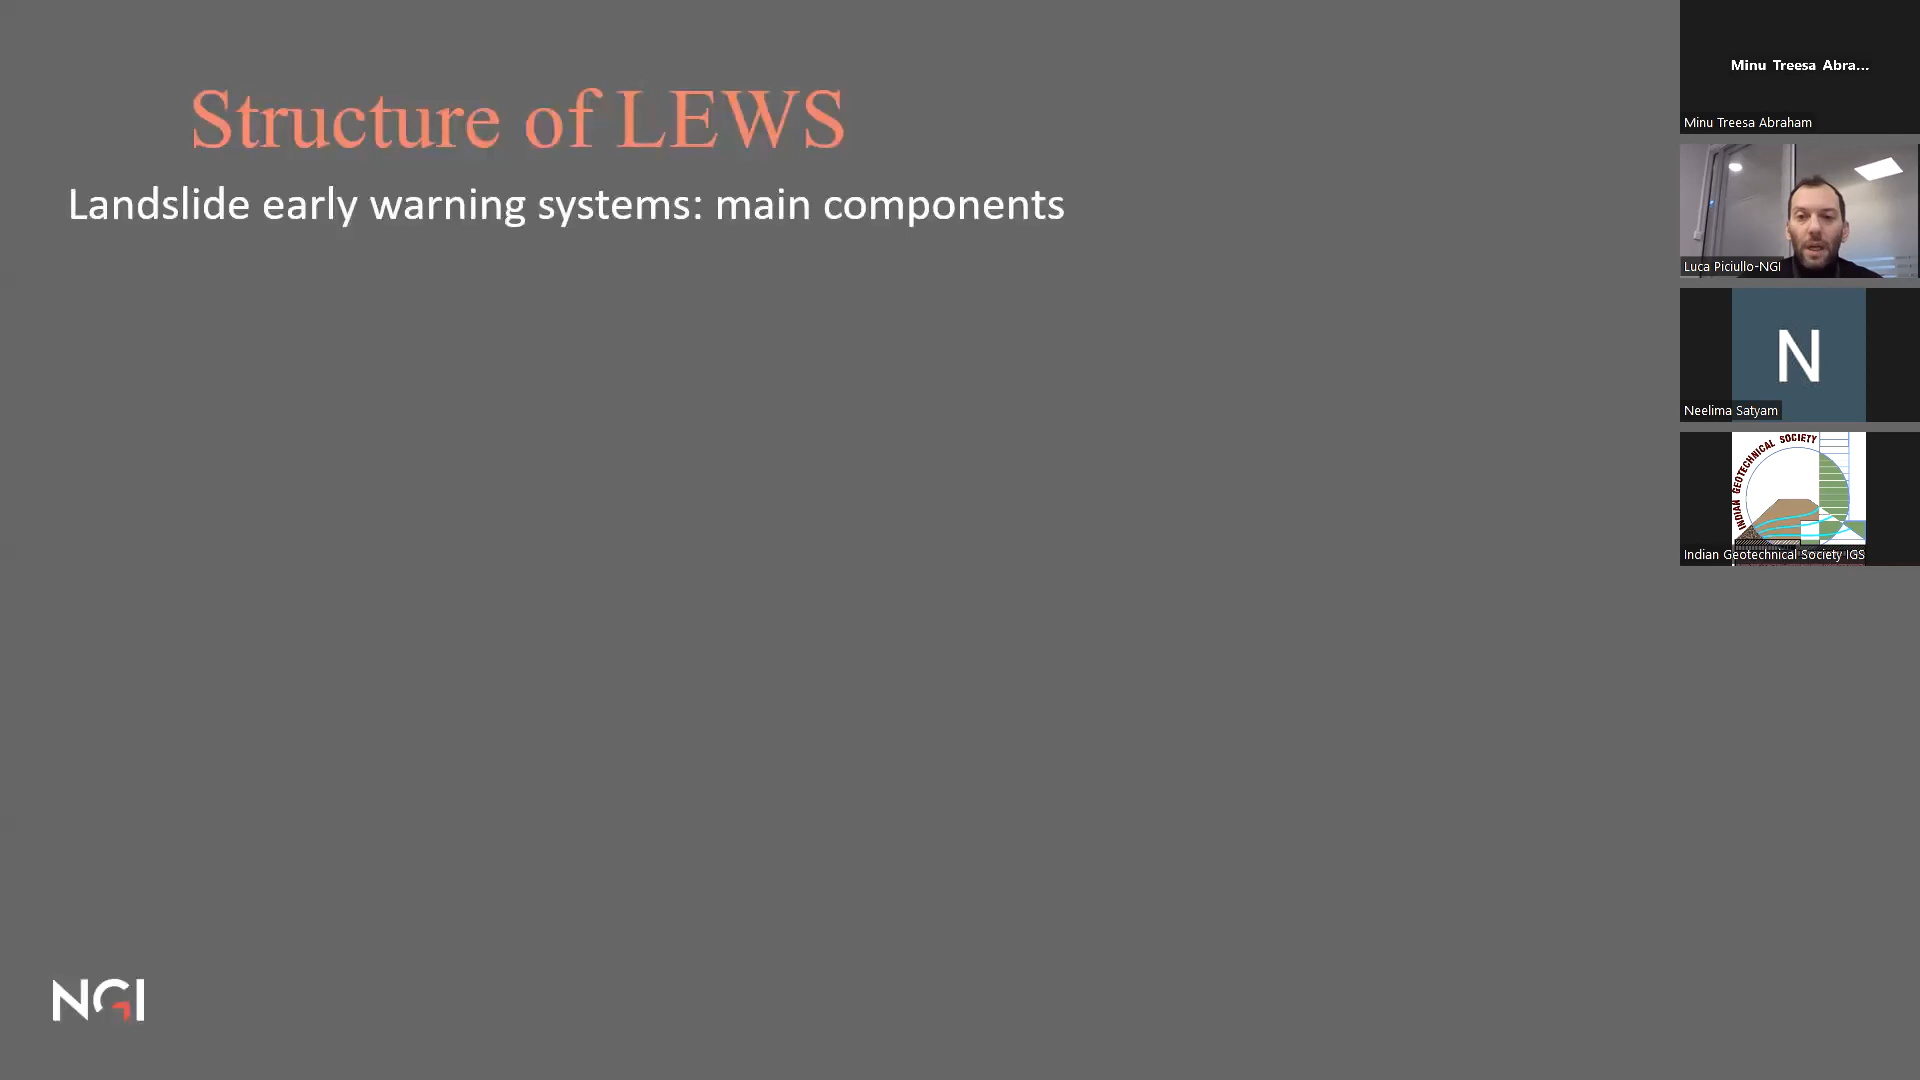 Structure of LEWS
Landslide early warning systems: main components
NGI
Minu Treesa Abra...
Minu Treesa Abraham
Luca Piciullo-NGI
N
Neelima Satyam
INDIAN GEOTECHNICAL SOCIETY
Indian Geotechnical Society IGS